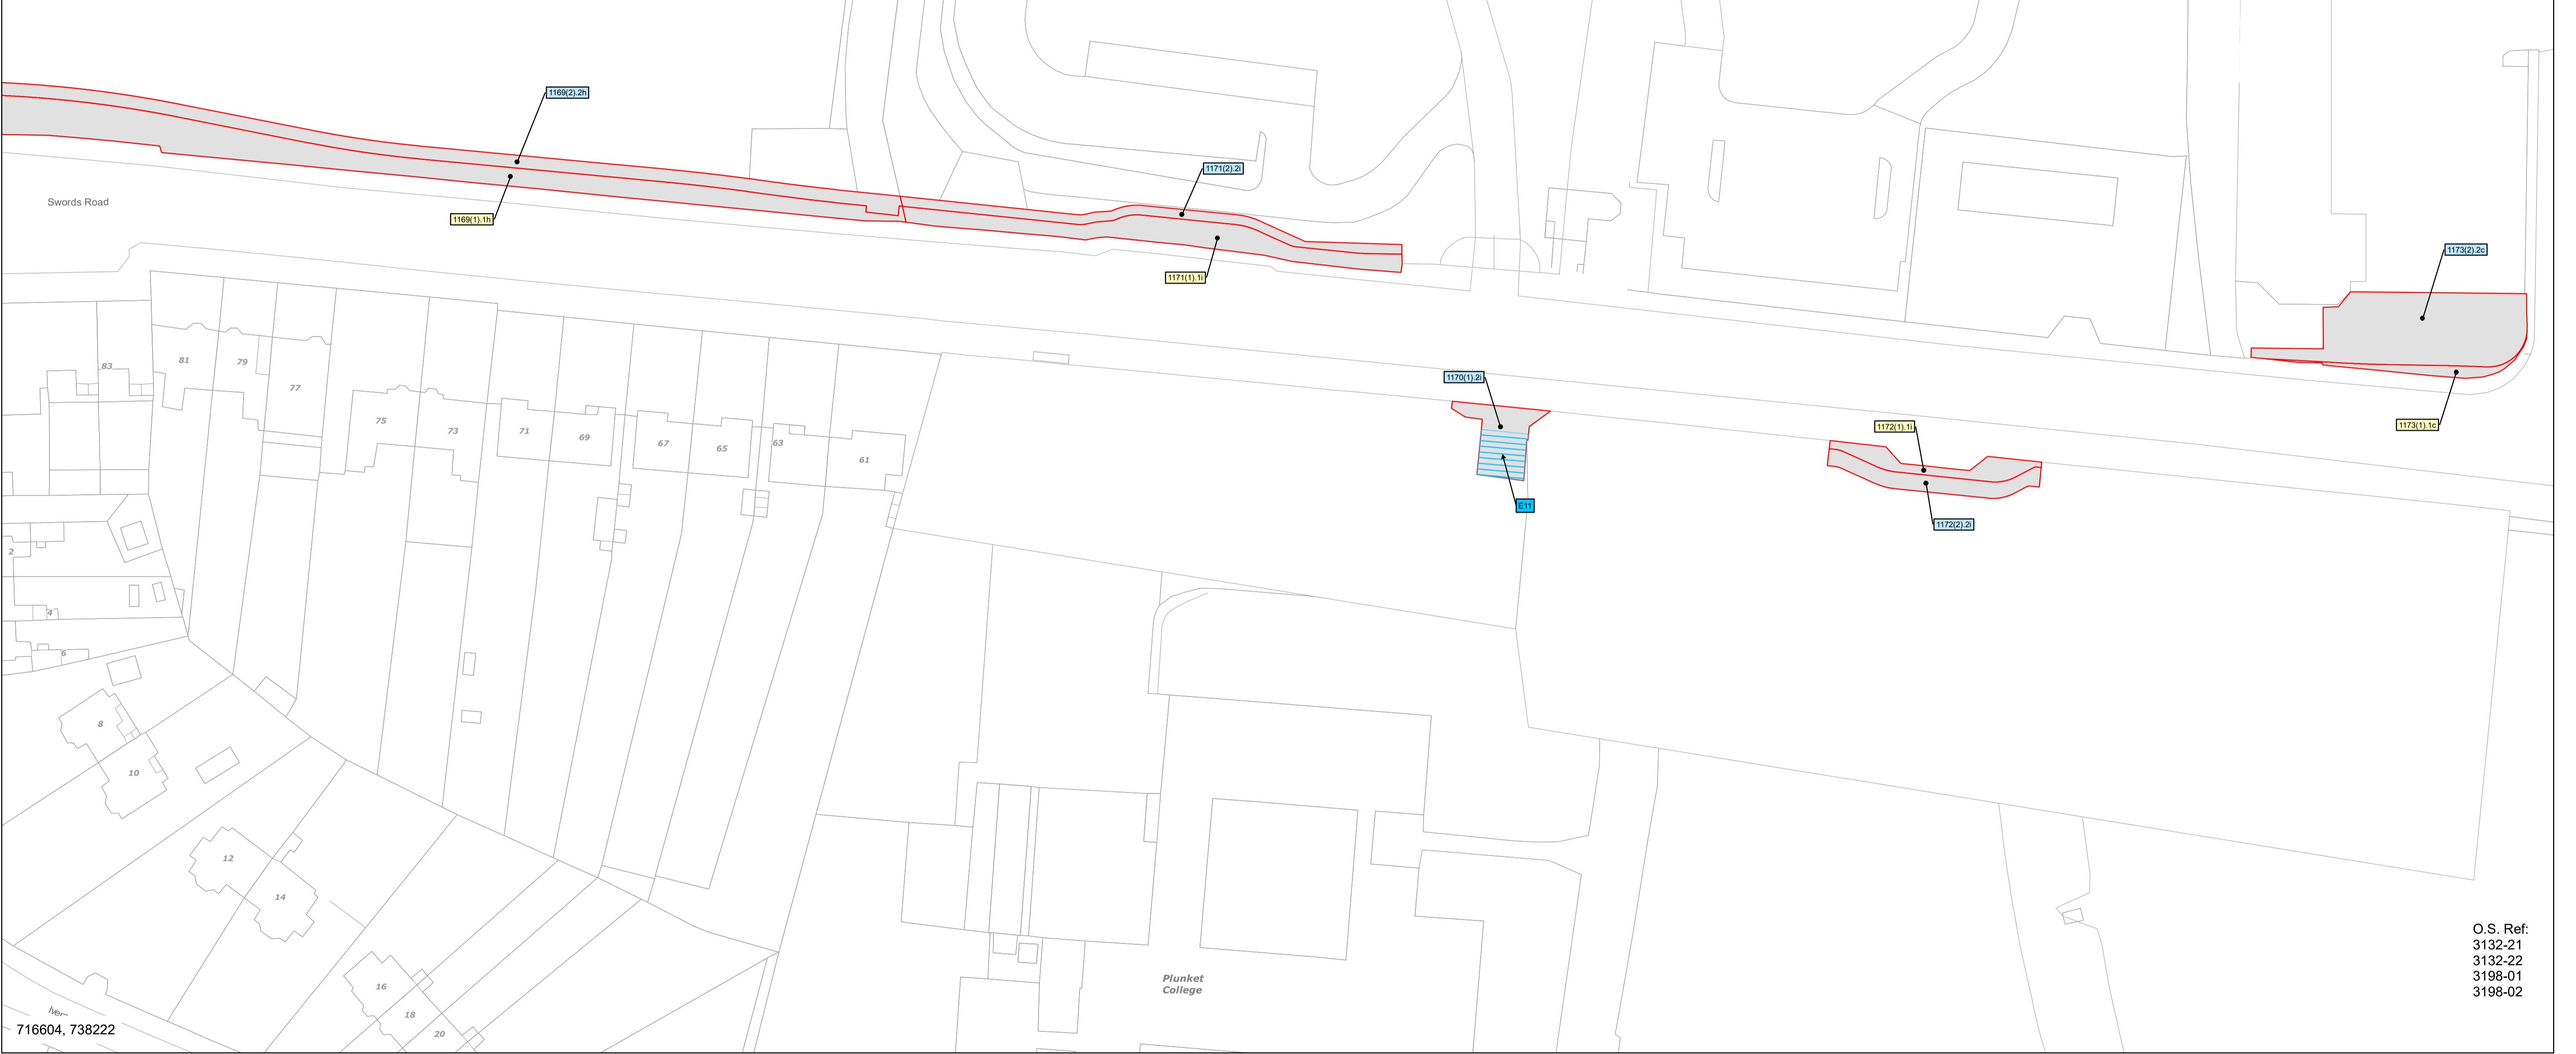 1169(2).2h
1171(2).2i
Swords Road
1169(1).1h
1173(2).2c
1171(1).1i
83
81
79
77
1170(1).2i
75
73
71
69
67
65
63
61
1172(1).1i
1173(1).1c
E11
1172(2).2i
2
4
6
8
10
12
14
16
18
20
Plunket
College
O.S. Ref:
3132-21
3132-22
3198-01
3198-02
716604, 738222